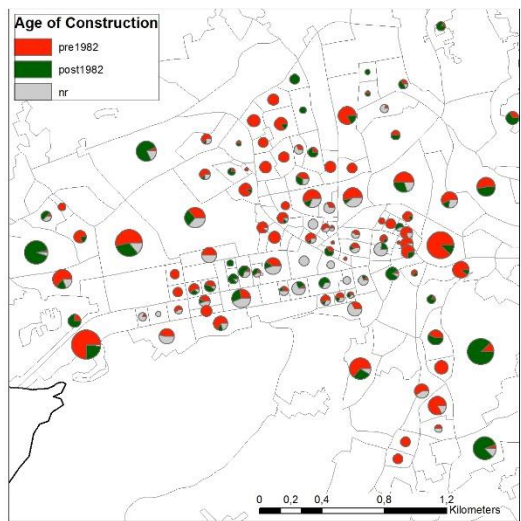 Age of Construction
pre1982
post1982
nr
0 0,2 0,4 0,8 1,2
Kilometers